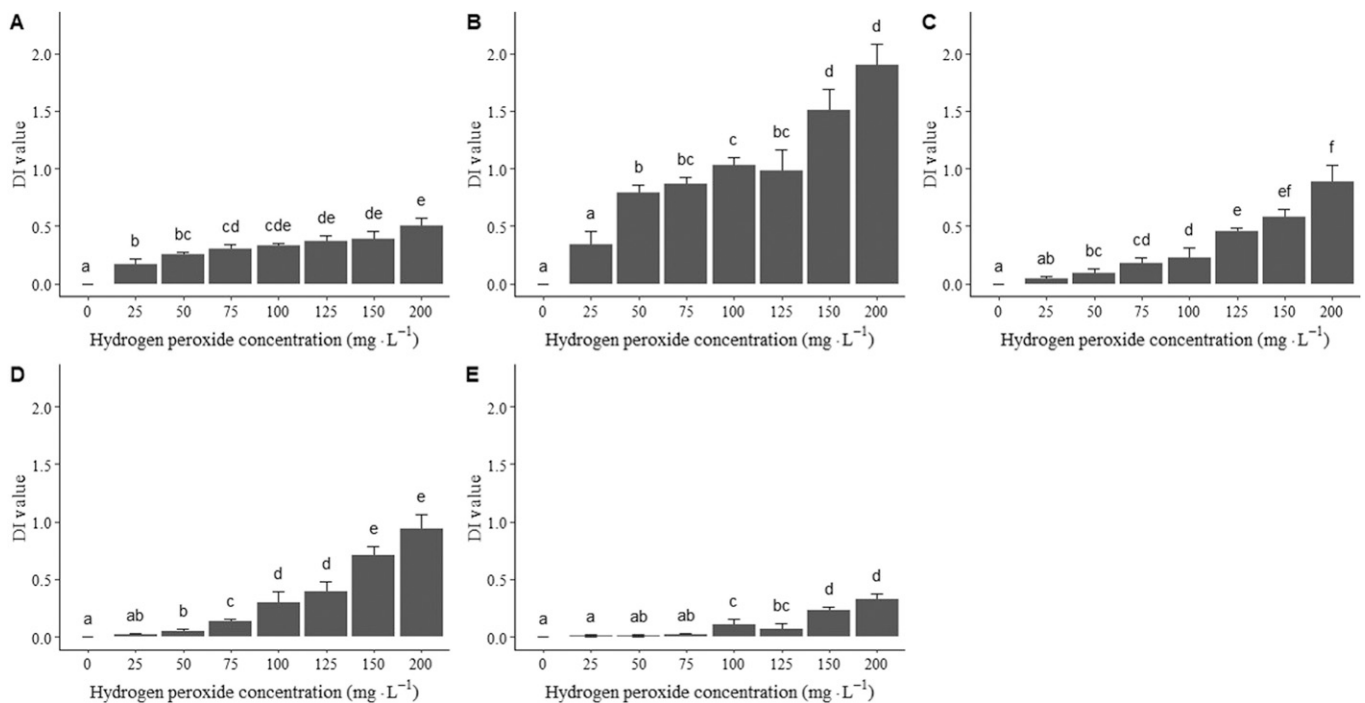 A
DI value
2.0
1.5
1.0
0.5
0.0
a
b
bc
cd
cde
de
de
e
0 25 50 75 100 125 150 200
Hydrogen peroxide concentration (mg · L⁻¹)
B
DI value
2.0
1.5
1.0
0.5
0.0
a
a
b
bc
c
bc
d
d
0 25 50 75 100 125 150 200
Hydrogen peroxide concentration (mg · L⁻¹)
C
DI value
2.0
1.5
1.0
0.5
0.0
a
ab
bc
cd
d
e
ef
f
0 25 50 75 100 125 150 200
Hydrogen peroxide concentration (mg · L⁻¹)
D
DI value
2.0
1.5
1.0
0.5
0.0
a
ab
b
c
d
d
e
e
0 25 50 75 100 125 150 200
Hydrogen peroxide concentration (mg · L⁻¹)
E
DI value
2.0
1.5
1.0
0.5
0.0
a
a
ab
ab
c
bc
d
d
0 25 50 75 100 125 150 200
Hydrogen peroxide concentration (mg · L⁻¹)